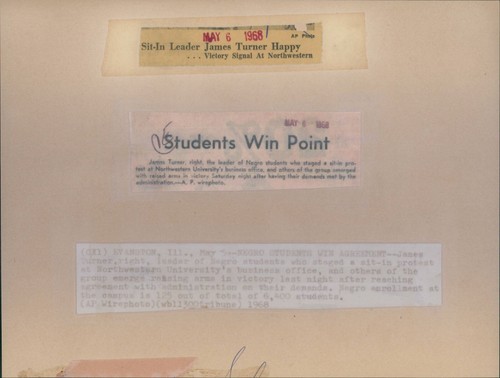 MAY 6 1968
AP Photo
Sit-In Leader James Turner Happy
. . . Victory Signal At Northwestern
MAY 6 1968
Students Win Point
James Turner, right, the leader of Negro students who staged a sit-in pro-
test at Northwestern University's business office, and others of the group emerged
with raised arms in victory Saturday night after having their demands met by the
administration.—A. P. wirephoto.
EVANSTON, Ill., May 5--NEGRO STUDENTS WIN AGREEMENT--James
Turner,right, leader of Negro students who staged a sit-in protest
at Northwestern University's business office, and others of the
group emerge raising arms in victory last night after reaching
agreement with administration on their demands. Negro enrollment at
the campus is 125 out of total of 6,400 students.
(AP Wirephoto) 1968